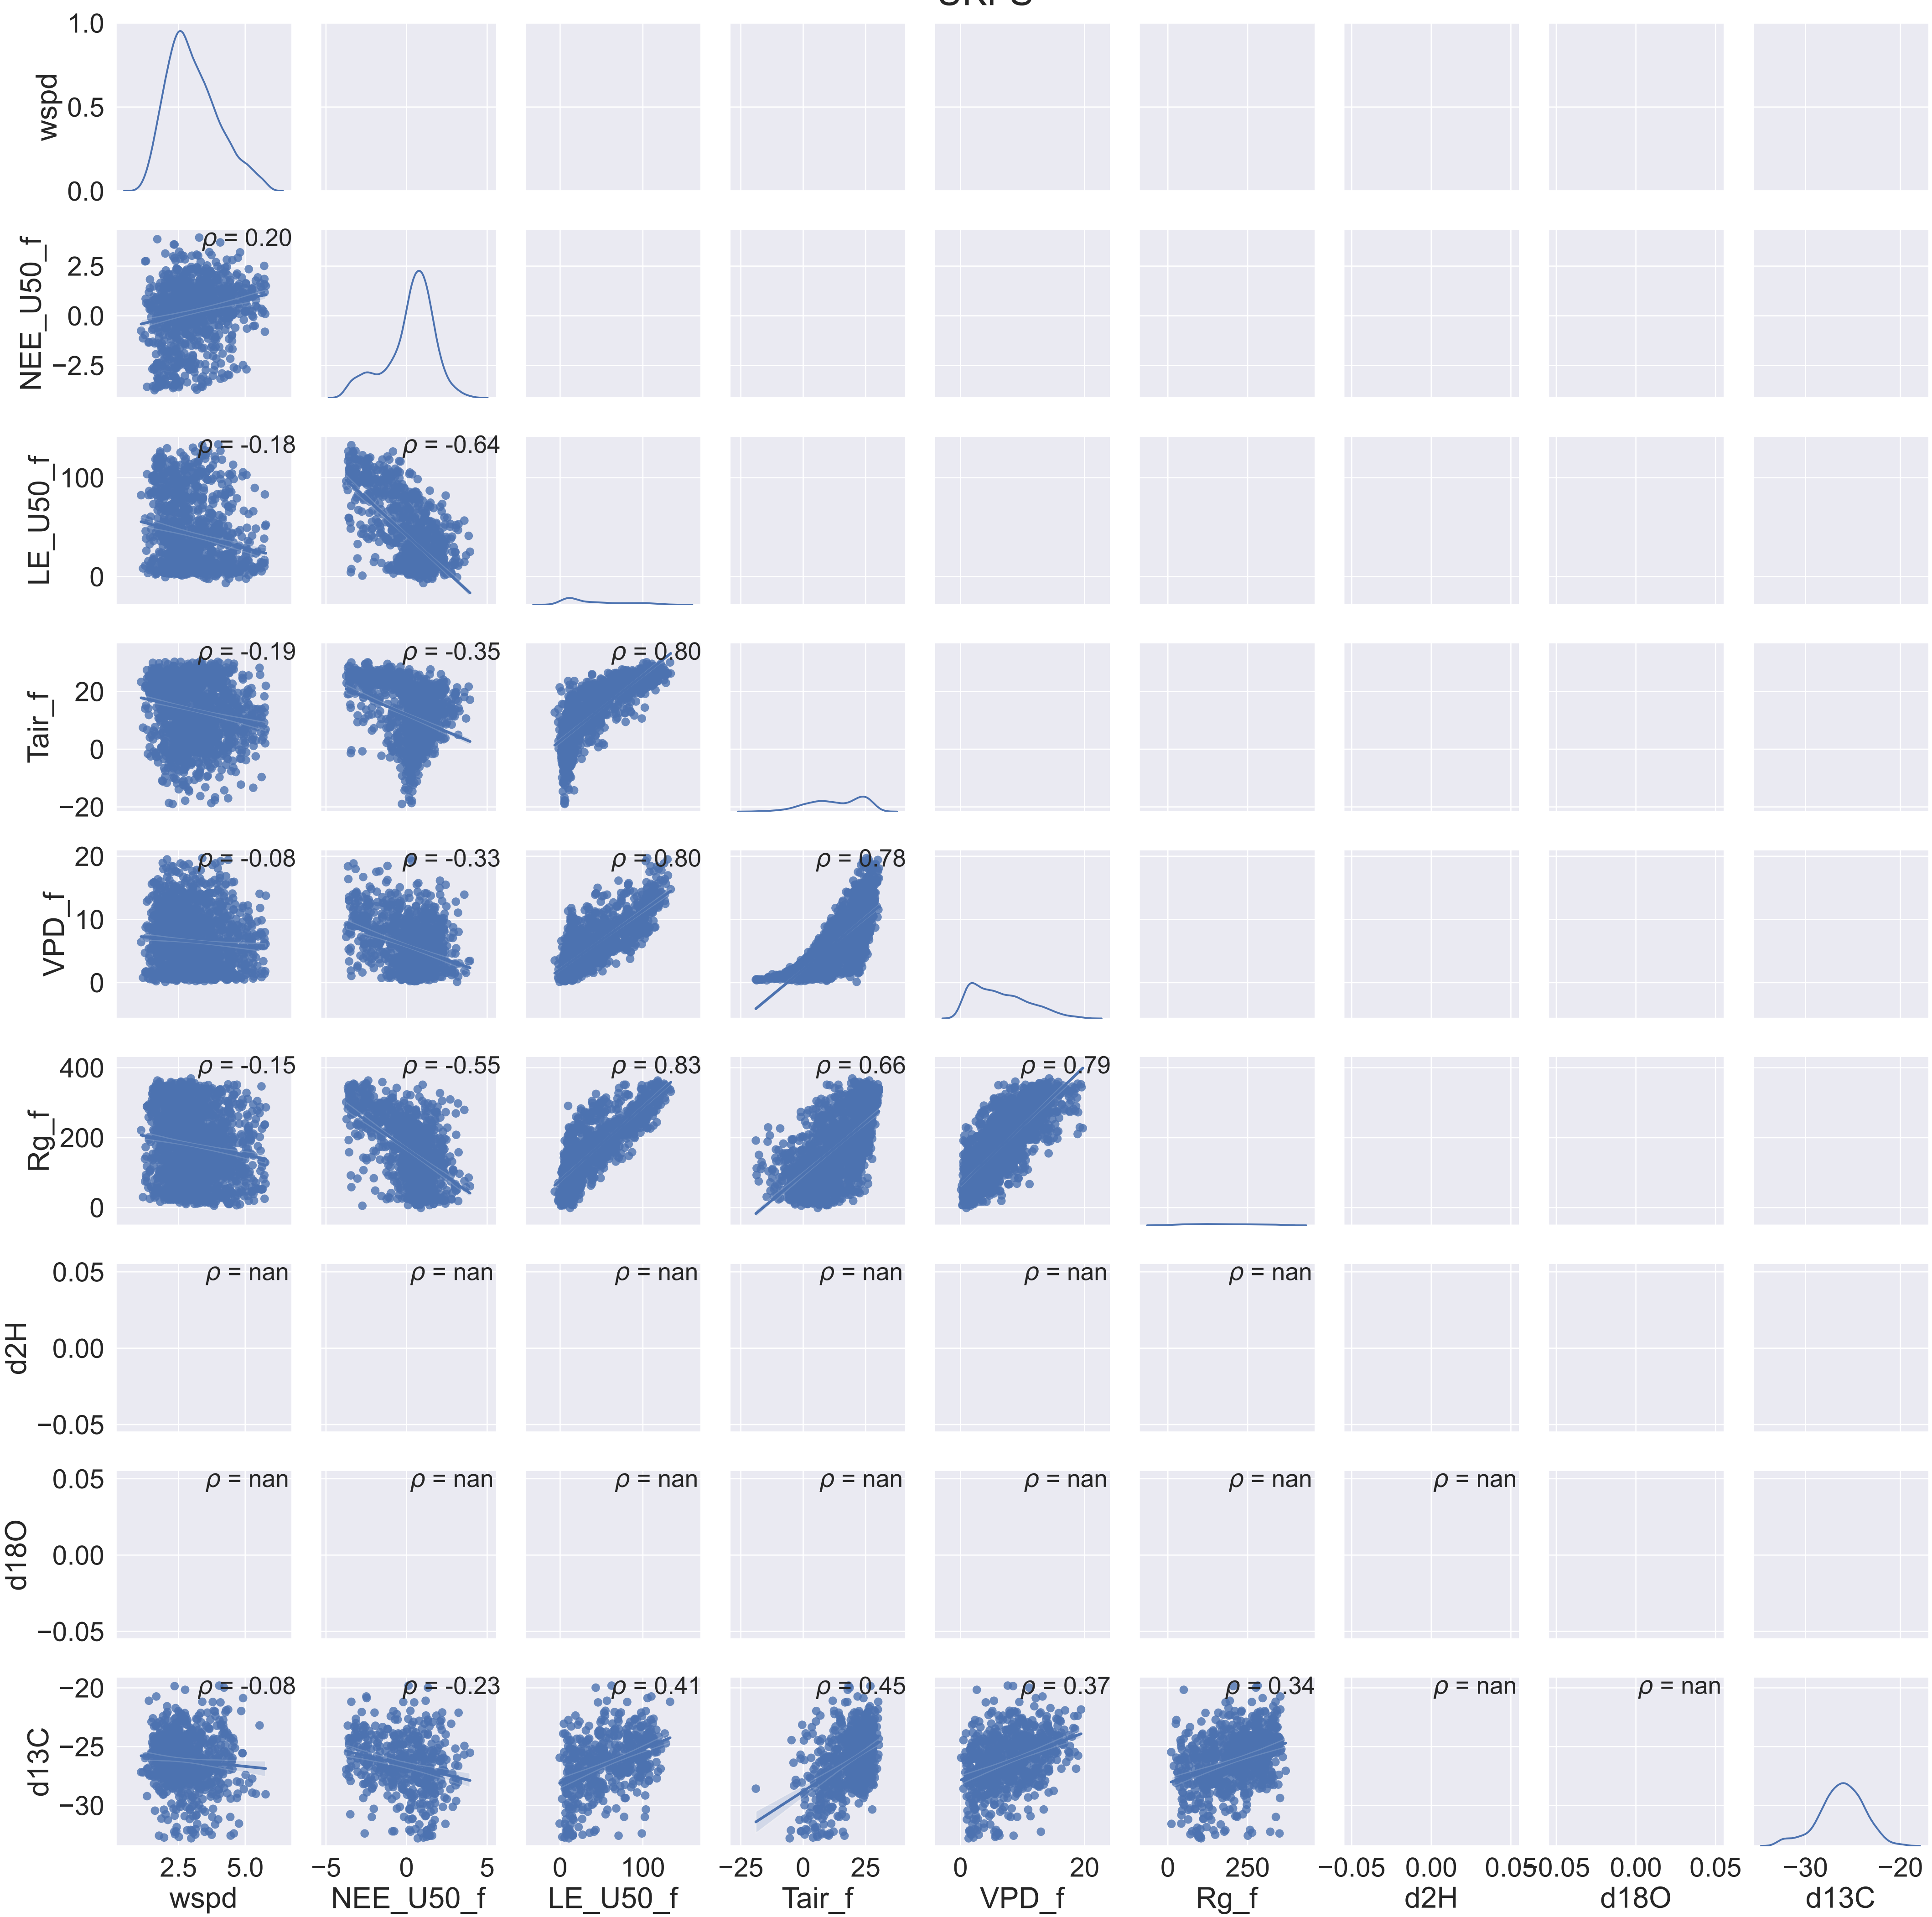 1.0
0.5
0.0
wspd
ρ = 0.20
2.5
0.0
−2.5
NEE_U50_f
ρ = -0.18 ρ = -0.64
100
0
LE_U50_f
ρ = -0.19 ρ = -0.35 ρ = 0.80
20
0
−20
Tair_f
ρ = -0.08 ρ = -0.33 ρ = 0.80 ρ = 0.78
20
10
0
VPD_f
ρ = -0.15 ρ = -0.55 ρ = 0.83 ρ = 0.66 ρ = 0.79
400
200
0
Rg_f
ρ = nan ρ = nan ρ = nan ρ = nan ρ = nan ρ = nan
0.05
0.00
−0.05
d2H
ρ = nan ρ = nan ρ = nan ρ = nan ρ = nan ρ = nan ρ = nan
0.05
0.00
−0.05
d18O
ρ = -0.08 ρ = -0.23 ρ = 0.41 ρ = 0.45 ρ = 0.37 ρ = 0.34 ρ = nan ρ = nan
−20
−25
−30
d13C
2.5 5.0 −5 0 5 0 100 −25 0 25 0 20 0 250 −0.05 0.00 0.05 −0.05 0.00 0.05 −30 −20
wspd NEE_U50_f LE_U50_f Tair_f VPD_f Rg_f d2H d18O d13C